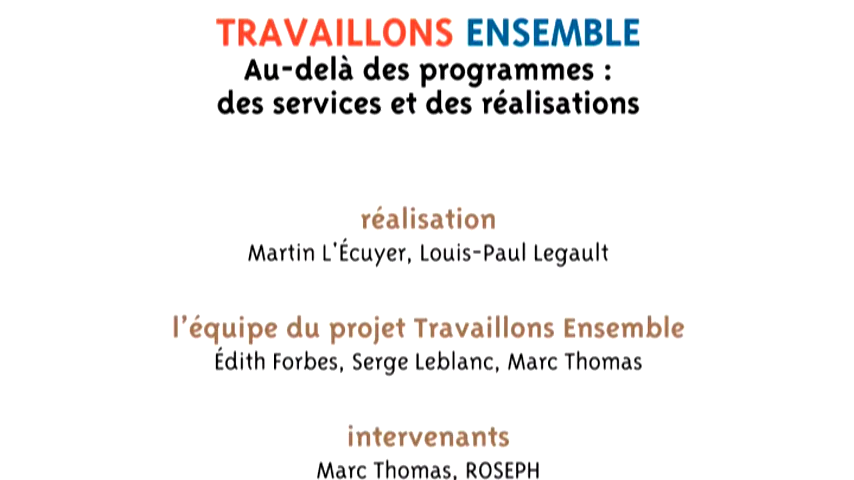 TRAVAILLONS ENSEMBLE
Au-delà des programmes :
des services et des réalisations
réalisation
Martin L'Écuyer, Louis-Paul Legault
l'équipe du projet Travaillons Ensemble
Édith Forbes, Serge Leblanc, Marc Thomas
intervenants
Marc Thomas, ROSEPH